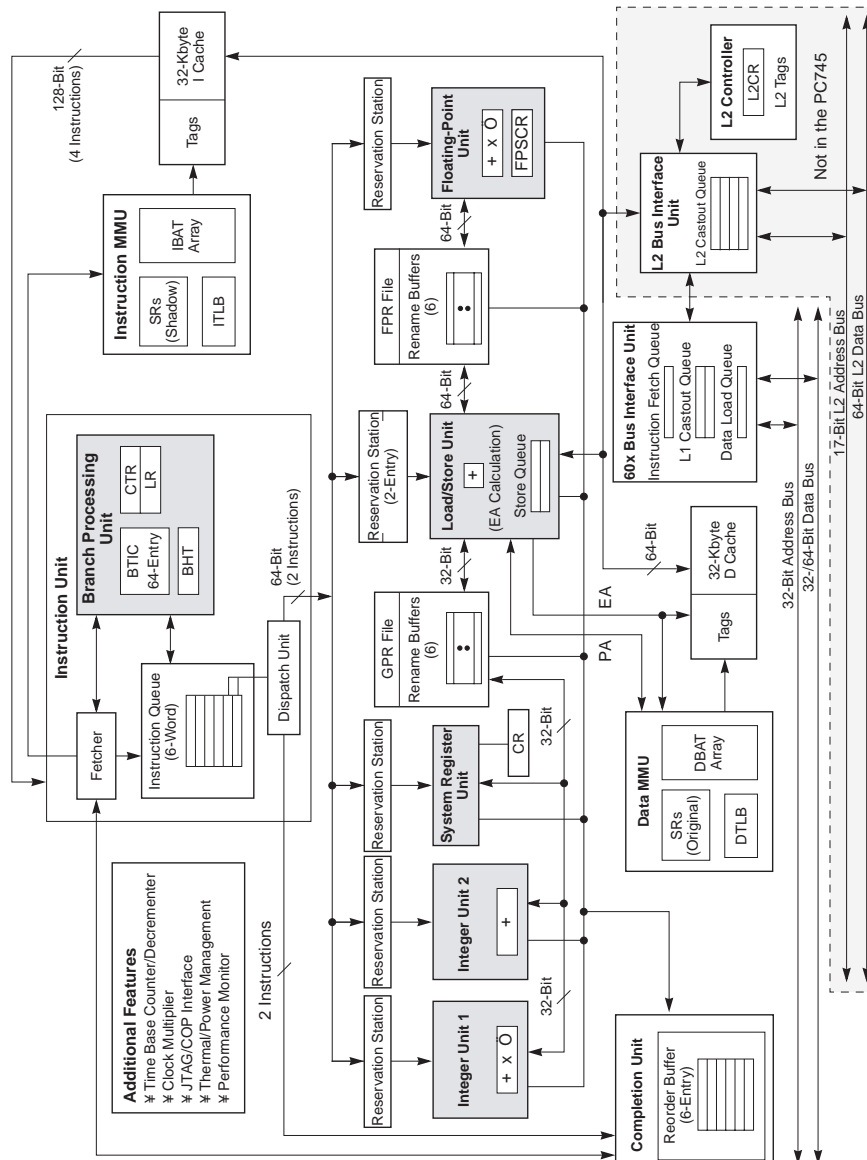 Additional Features
¥ Time Base Counter/Decrementer
¥ Clock Multiplier
¥ JTAG/COP Interface
¥ Thermal/Power Management
¥ Performance Monitor
Instruction Unit
Fetcher
Branch Processing
Unit
BTIC
64-Entry
CTR
LR
BHT
Instruction Queue
(6-Word)
Dispatch Unit
64-Bit
(2 Instructions)
2 Instructions
Instruction MMU
SRs
(Shadow)
IBAT
Array
ITLB
128-Bit
(4 Instructions)
Tags
32-Kbyte
I Cache
Reservation Station
Reservation Station
Reservation Station
Reservation Station
(2-Entry)
Reservation Station
Integer Unit 1
+ x Ö
Integer Unit 2
+
System Register
Unit
CR
32-Bit
32-Bit
GPR File
Rename Buffers
(6)
32-Bit
Load/Store Unit
+
(EA Calculation)
Store Queue
64-Bit
FPR File
Rename Buffers
(6)
64-Bit
Floating-Point
Unit
+ x Ö
FPSCR
PA
EA
64-Bit
Completion Unit
Reorder Buffer
(6-Entry)
Data MMU
SRs
(Original)
DBAT
Array
DTLB
Tags
32-Kbyte
D Cache
60x Bus Interface Unit
Instruction Fetch Queue
L1 Castout Queue
Data Load Queue
L2 Bus Interface
Unit
L2 Castout Queue
L2 Controller
L2CR
L2 Tags
Not in the PC745
32-Bit Address Bus
32-/64-Bit Data Bus
17-Bit L2 Address Bus
64-Bit L2 Data Bus